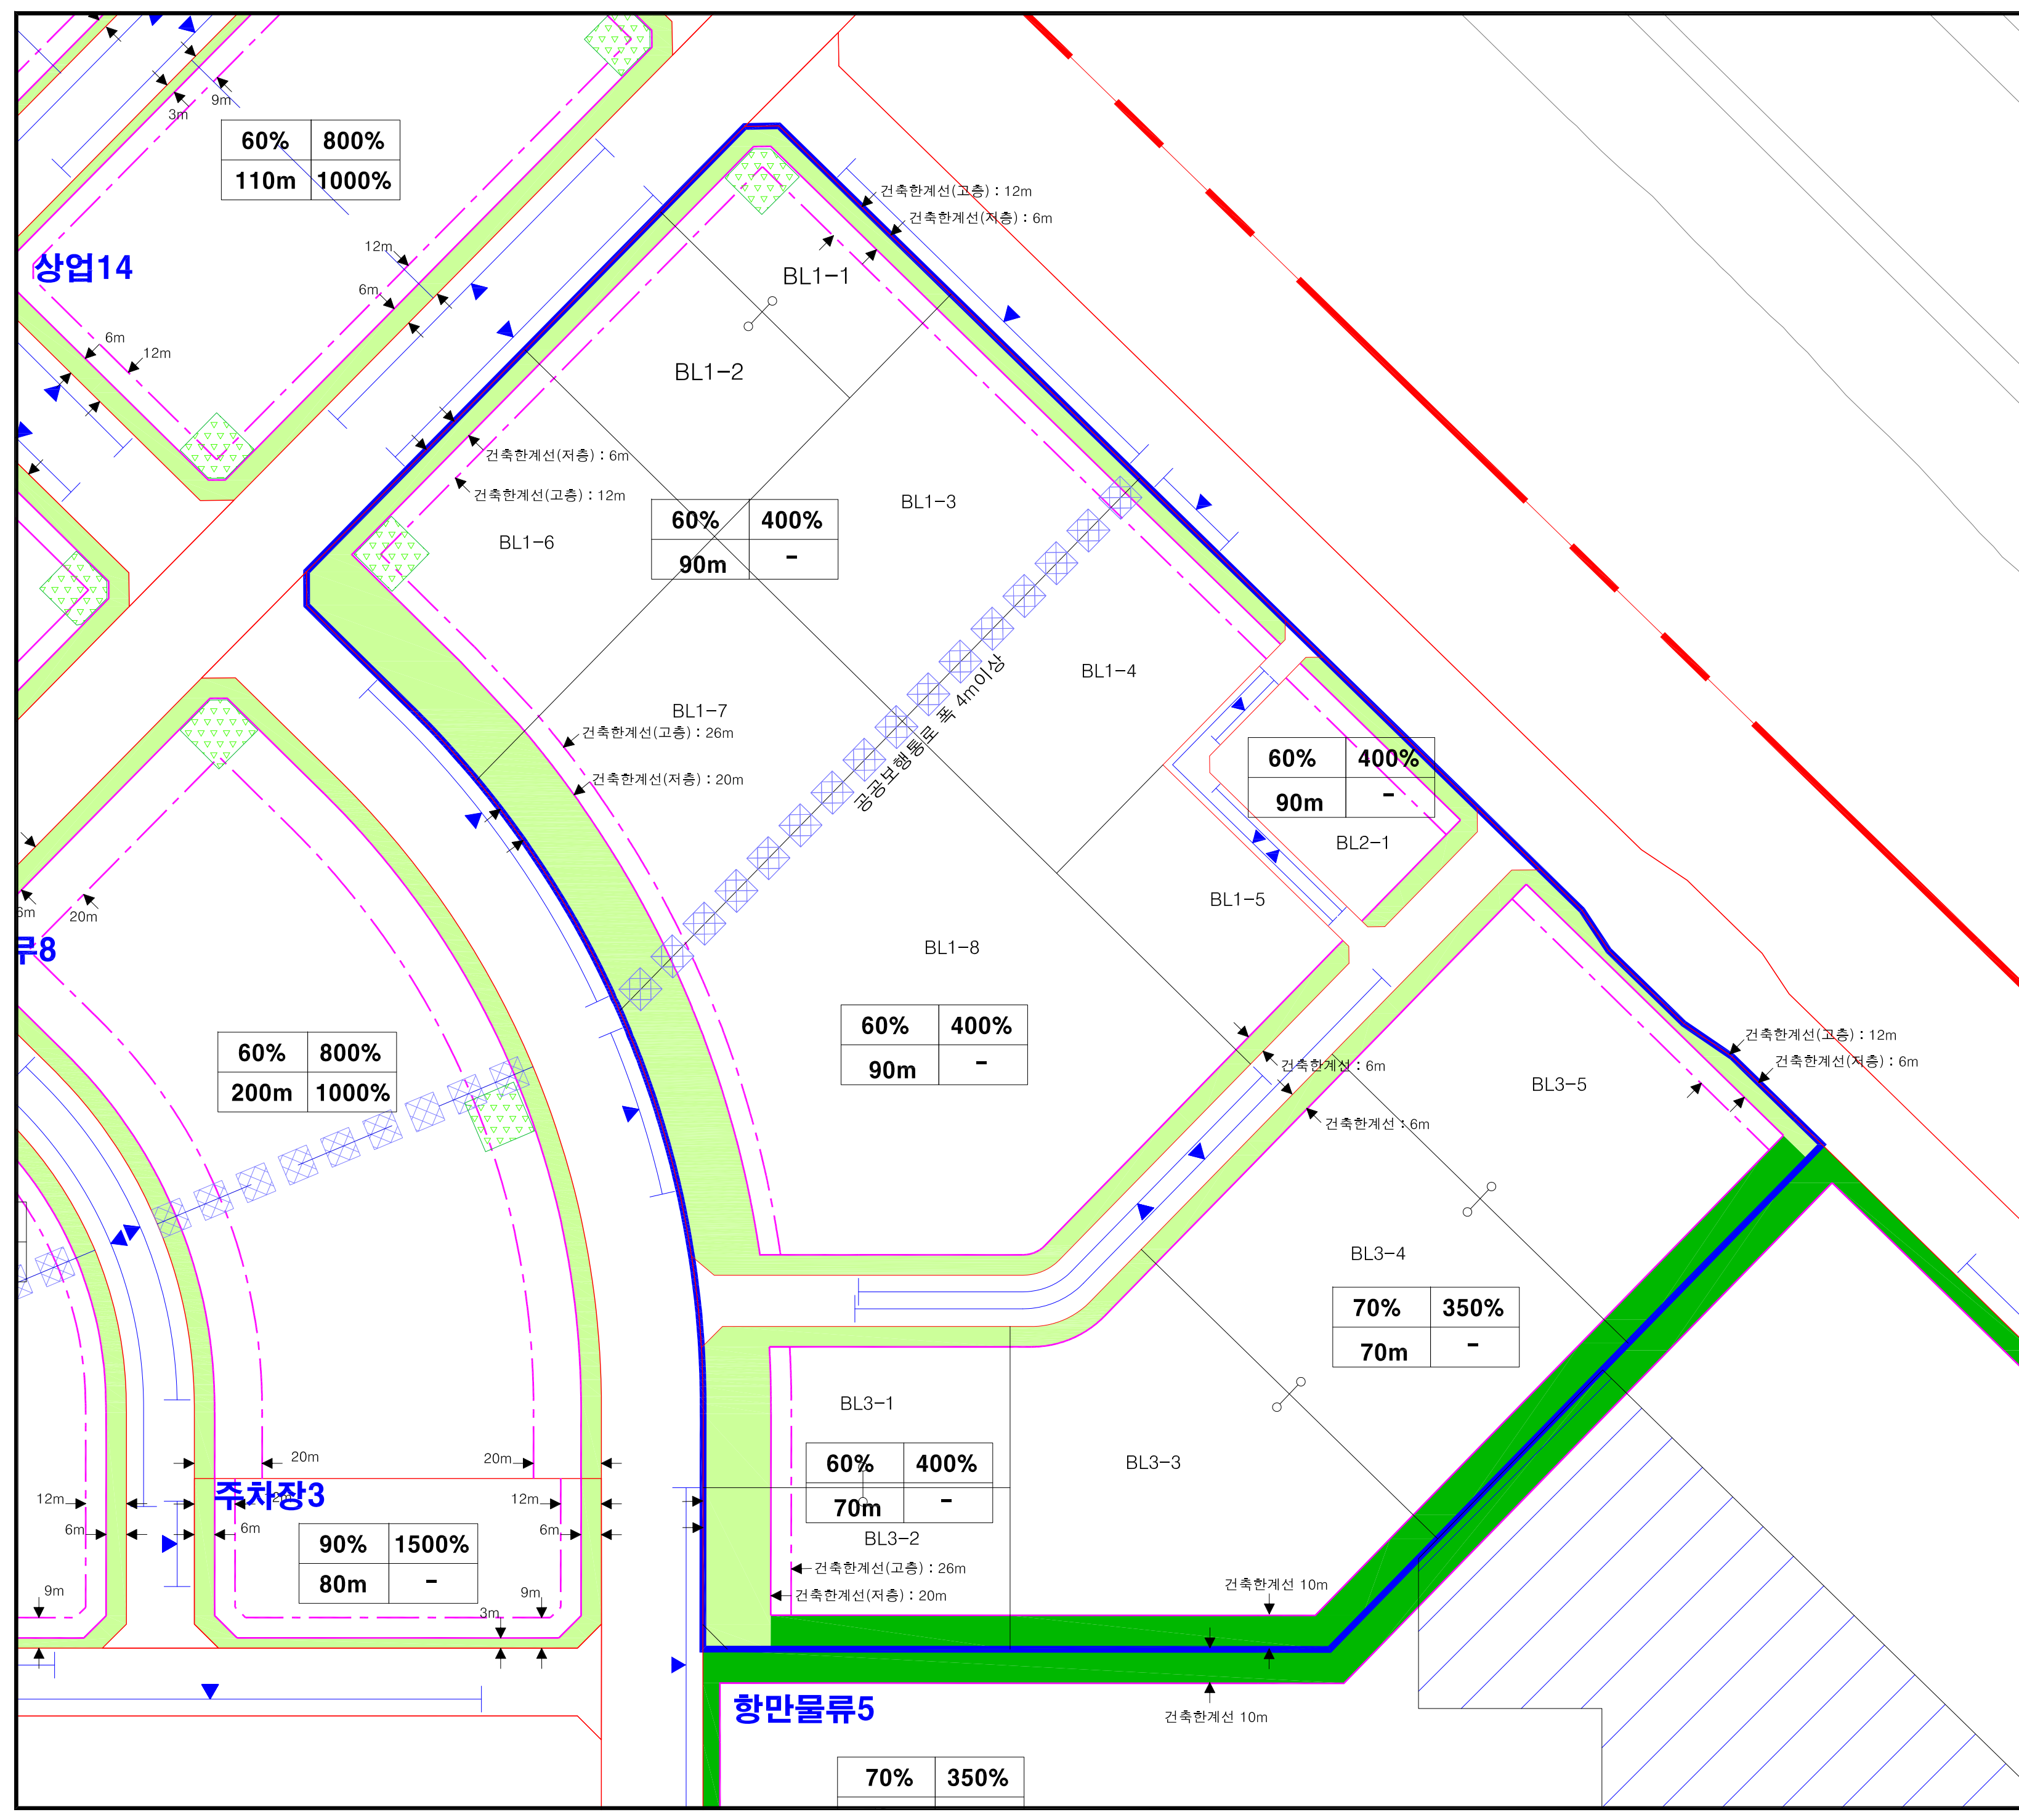 9m
3m
60% 800%
110m 1000%
건축한계선(고층) : 12m
건축한계선(저층) : 6m
12m
상업14
BL1-1
6m
6m
12m
BL1-2
건축한계선(저층) : 6m
건축한계선(고층) : 12m
BL1-3
60% 400%
90m -
BL1-6
BL1-4
BL1-7
건축한계선(고층) : 26m
공공보행통로 폭 4m이상
60% 400%
90m -
건축한계선(저층) : 20m
BL2-1
BL1-5
6m
20m
무8
BL1-8
60% 400%
90m -
건축한계선(고층) : 12m
건축한계선(저층) : 6m
60% 800%
200m 1000%
건축한계선 : 6m
BL3-5
건축한계선 : 6m
BL3-4
70% 350%
70m -
BL3-1
20m
20m
60% 400%
70m -
BL3-3
주차장3
12m
12m
6m
6m
6m
BL3-2
90% 1500%
80m -
건축한계선(고층) : 26m
건축한계선(저층) : 20m
건축한계선 10m
9m
9m
3m
항만물류5
건축한계선 10m
70% 350%